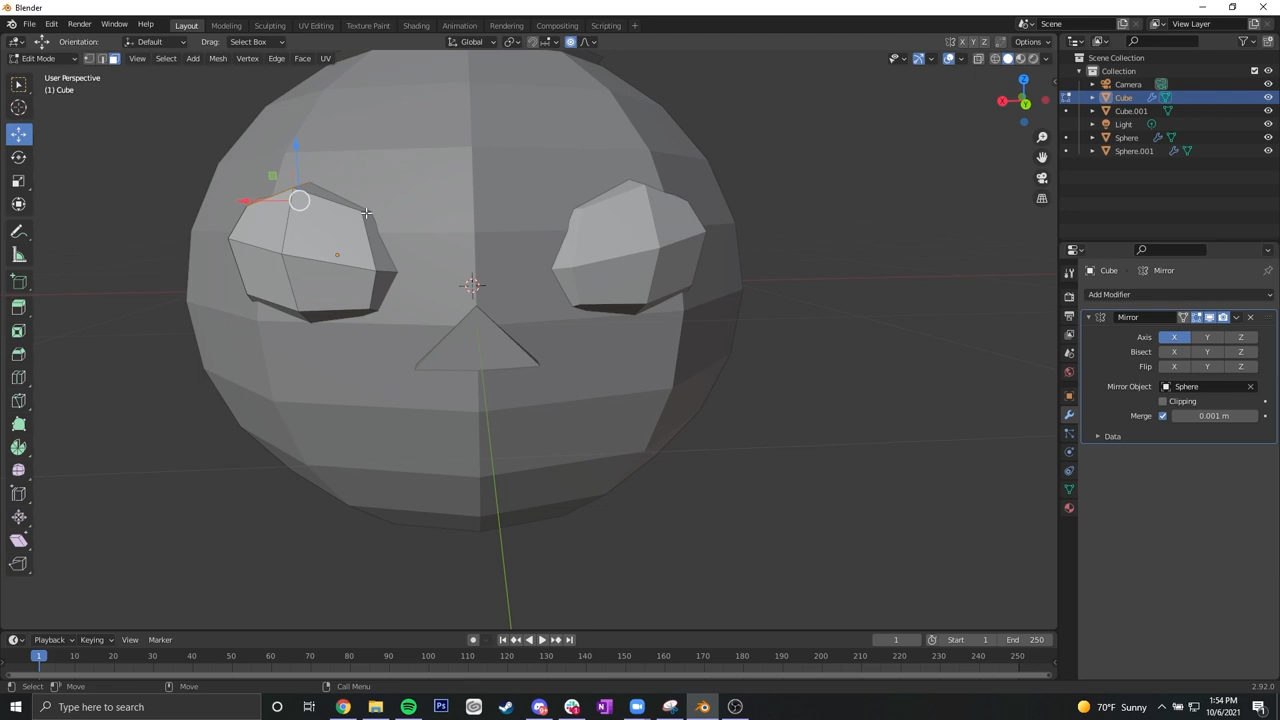 Blender
File Edit Render Window Help Layout Modeling Sculpting UV Editing Texture Paint Shading Animation Rendering Compositing Scripting + Scene View Layer
Orientation: Default Drag: Select Box Global X Y Z Options
Edit Mode View Select Add Mesh Vertex Edge Face UV
User Perspective
(1) Cube
Z
X
Y
Scene Collection
Collection
Camera
Cube
Cube.001
Light
Sphere
Sphere.001
Cube Mirror
Add Modifier
Mirror
Axis X Y Z
Bisect X Y Z
Flip X Y Z
Mirror Object Sphere
Clipping
Merge 0.001 m
Data
Playback Keying View Marker 1 Start 1 End 250
1 10 20 30 40 50 60 70 80 90 100 110 120 130 140 150 160 170 180 190 200 210 220 230 240 250
Select Move Move Call Menu 2.92.0
Type here to search 70°F Sunny 1:54 PM
10/6/2021